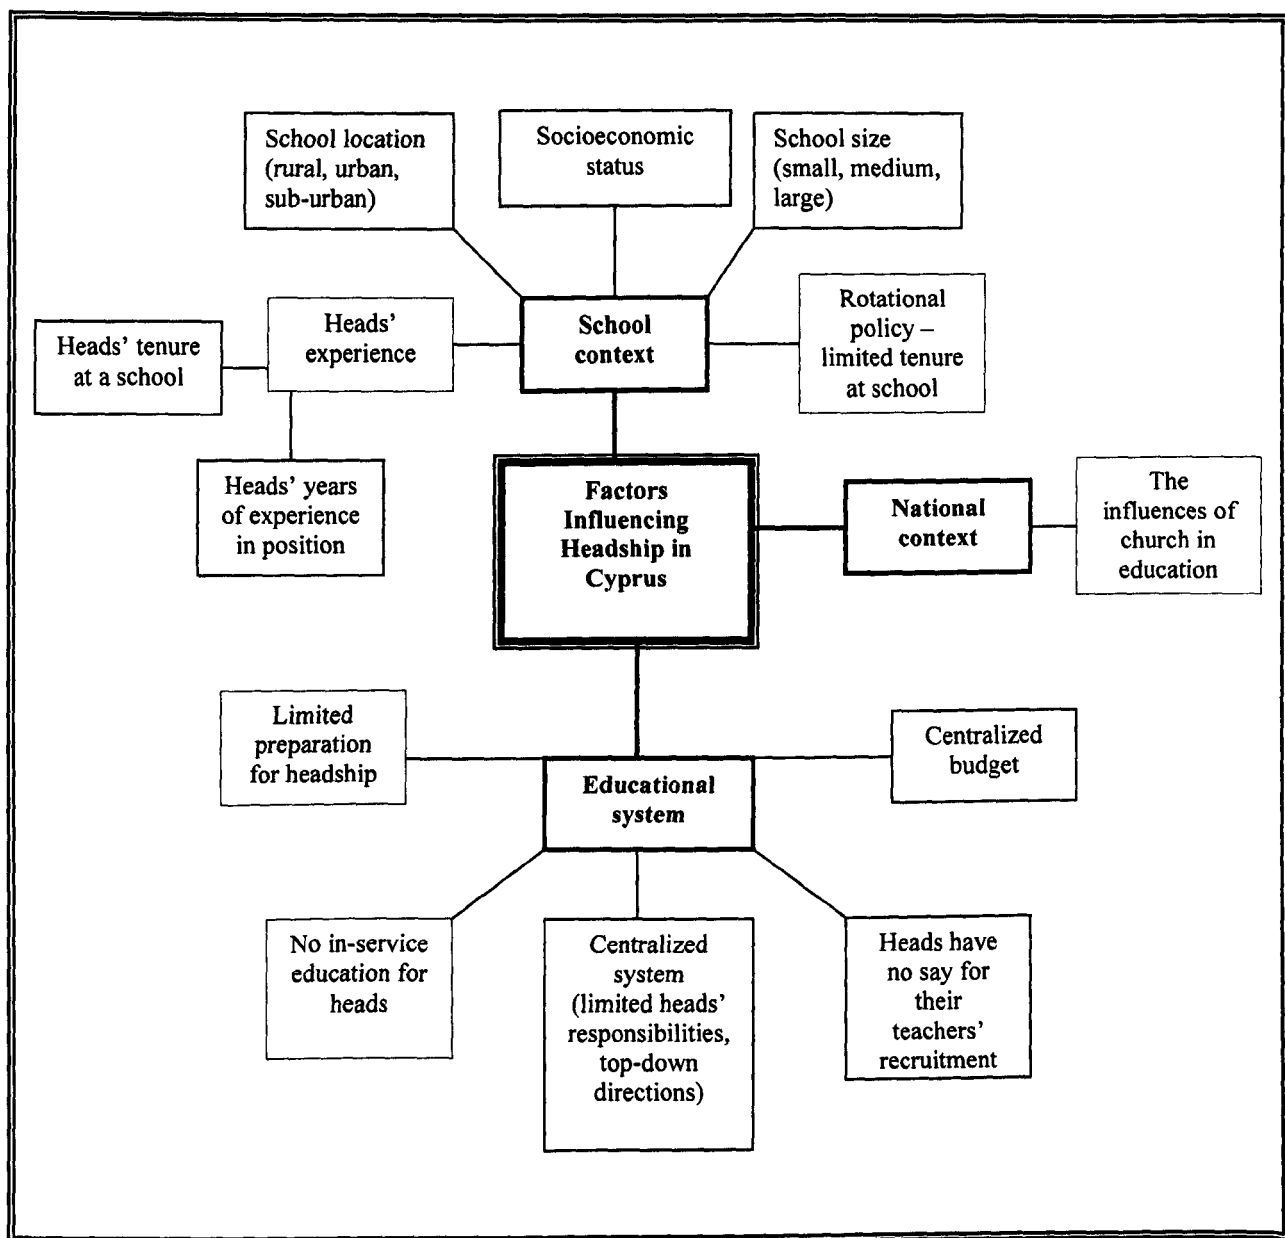 School location
(rural, urban,
sub-urban)
Socioeconomic
status
School size
(small, medium,
large)
Heads' tenure
at a school
Heads'
experience
School
context
Rotational
policy –
limited tenure
at school
Heads' years
of experience
in position
Factors
Influencing
Headship in
Cyprus
National
context
The
influences of
church in
education
Limited
preparation
for headship
Educational
system
Centralized
budget
No in-service
education for
heads
Centralized
system
(limited heads'
responsibilities,
top-down
directions)
Heads have
no say for
their
teachers'
recruitment